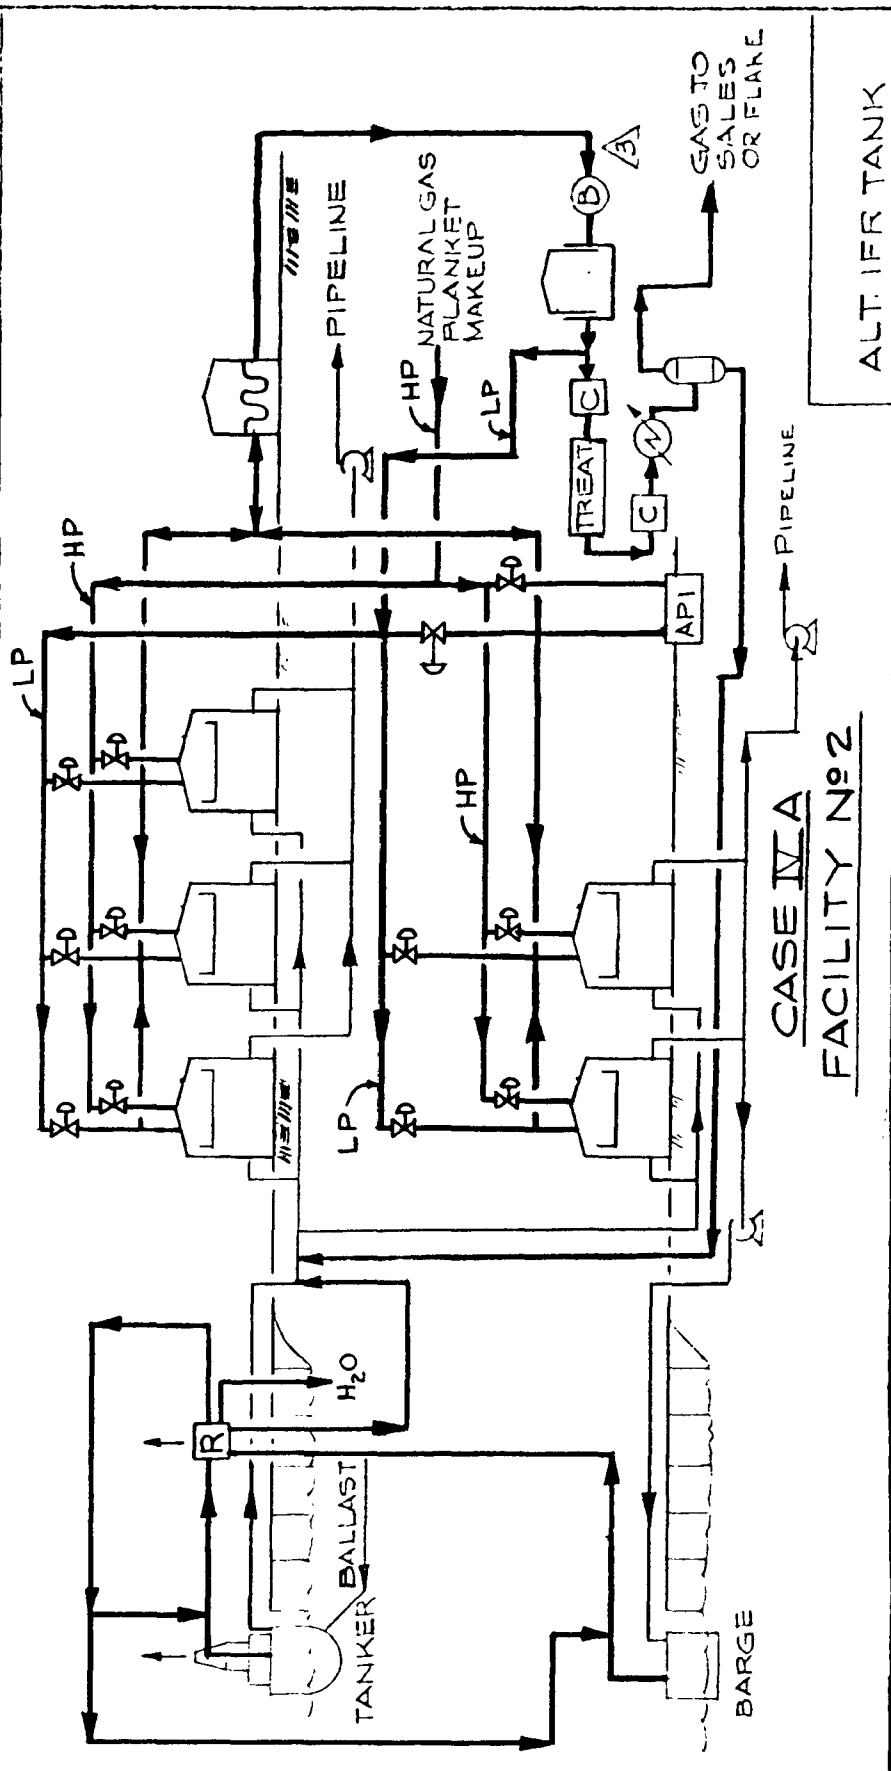 LP
HP
PIPELINE
HP
NATURAL GAS
BLANKET
MAKEUP
LP
B
3
GAS TO
SALES
OR FLARE
C
TREAT
C
API
HP
LP
PIPELINE
R
H₂O
BALLAST
TANKER
BARGE
CASE IV A
FACILITY Nº 2
ALT. IFR TANK